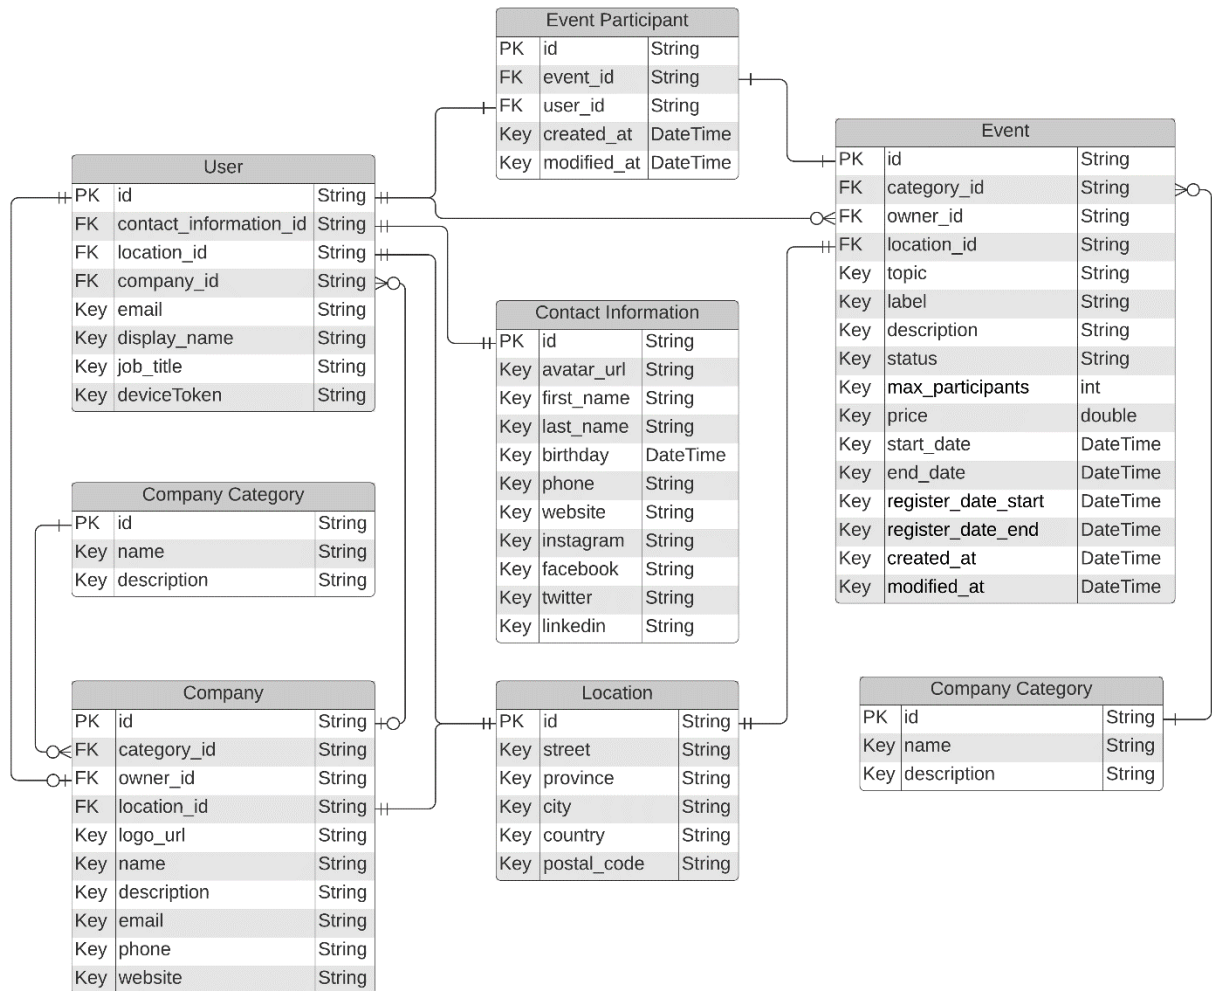 Event Participant
PK id String
FK event_id String
FK user_id String
Key created_at DateTime
Key modified_at DateTime
Event
PK id String
FK category_id String
FK owner_id String
FK location_id String
Key topic String
Key label String
Key description String
Key status String
Key max_participants int
Key price double
Key start_date DateTime
Key end_date DateTime
Key register_date_start DateTime
Key register_date_end DateTime
Key created_at DateTime
Key modified_at DateTime
User
PK id String
FK contact_information_id String
FK location_id String
FK company_id String
Key email String
Key display_name String
Key job_title String
Key deviceToken String
Contact Information
PK id String
Key avatar_url String
Key first_name String
Key last_name String
Key birthday DateTime
Key phone String
Key website String
Key instagram String
Key facebook String
Key twitter String
Key linkedin String
Company Category
PK id String
Key name String
Key description String
Company
PK id String
FK category_id String
FK owner_id String
FK location_id String
Key logo_url String
Key name String
Key description String
Key email String
Key phone String
Key website String
Location
PK id String
Key street String
Key province String
Key city String
Key country String
Key postal_code String
Company Category
PK id String
Key name String
Key description String